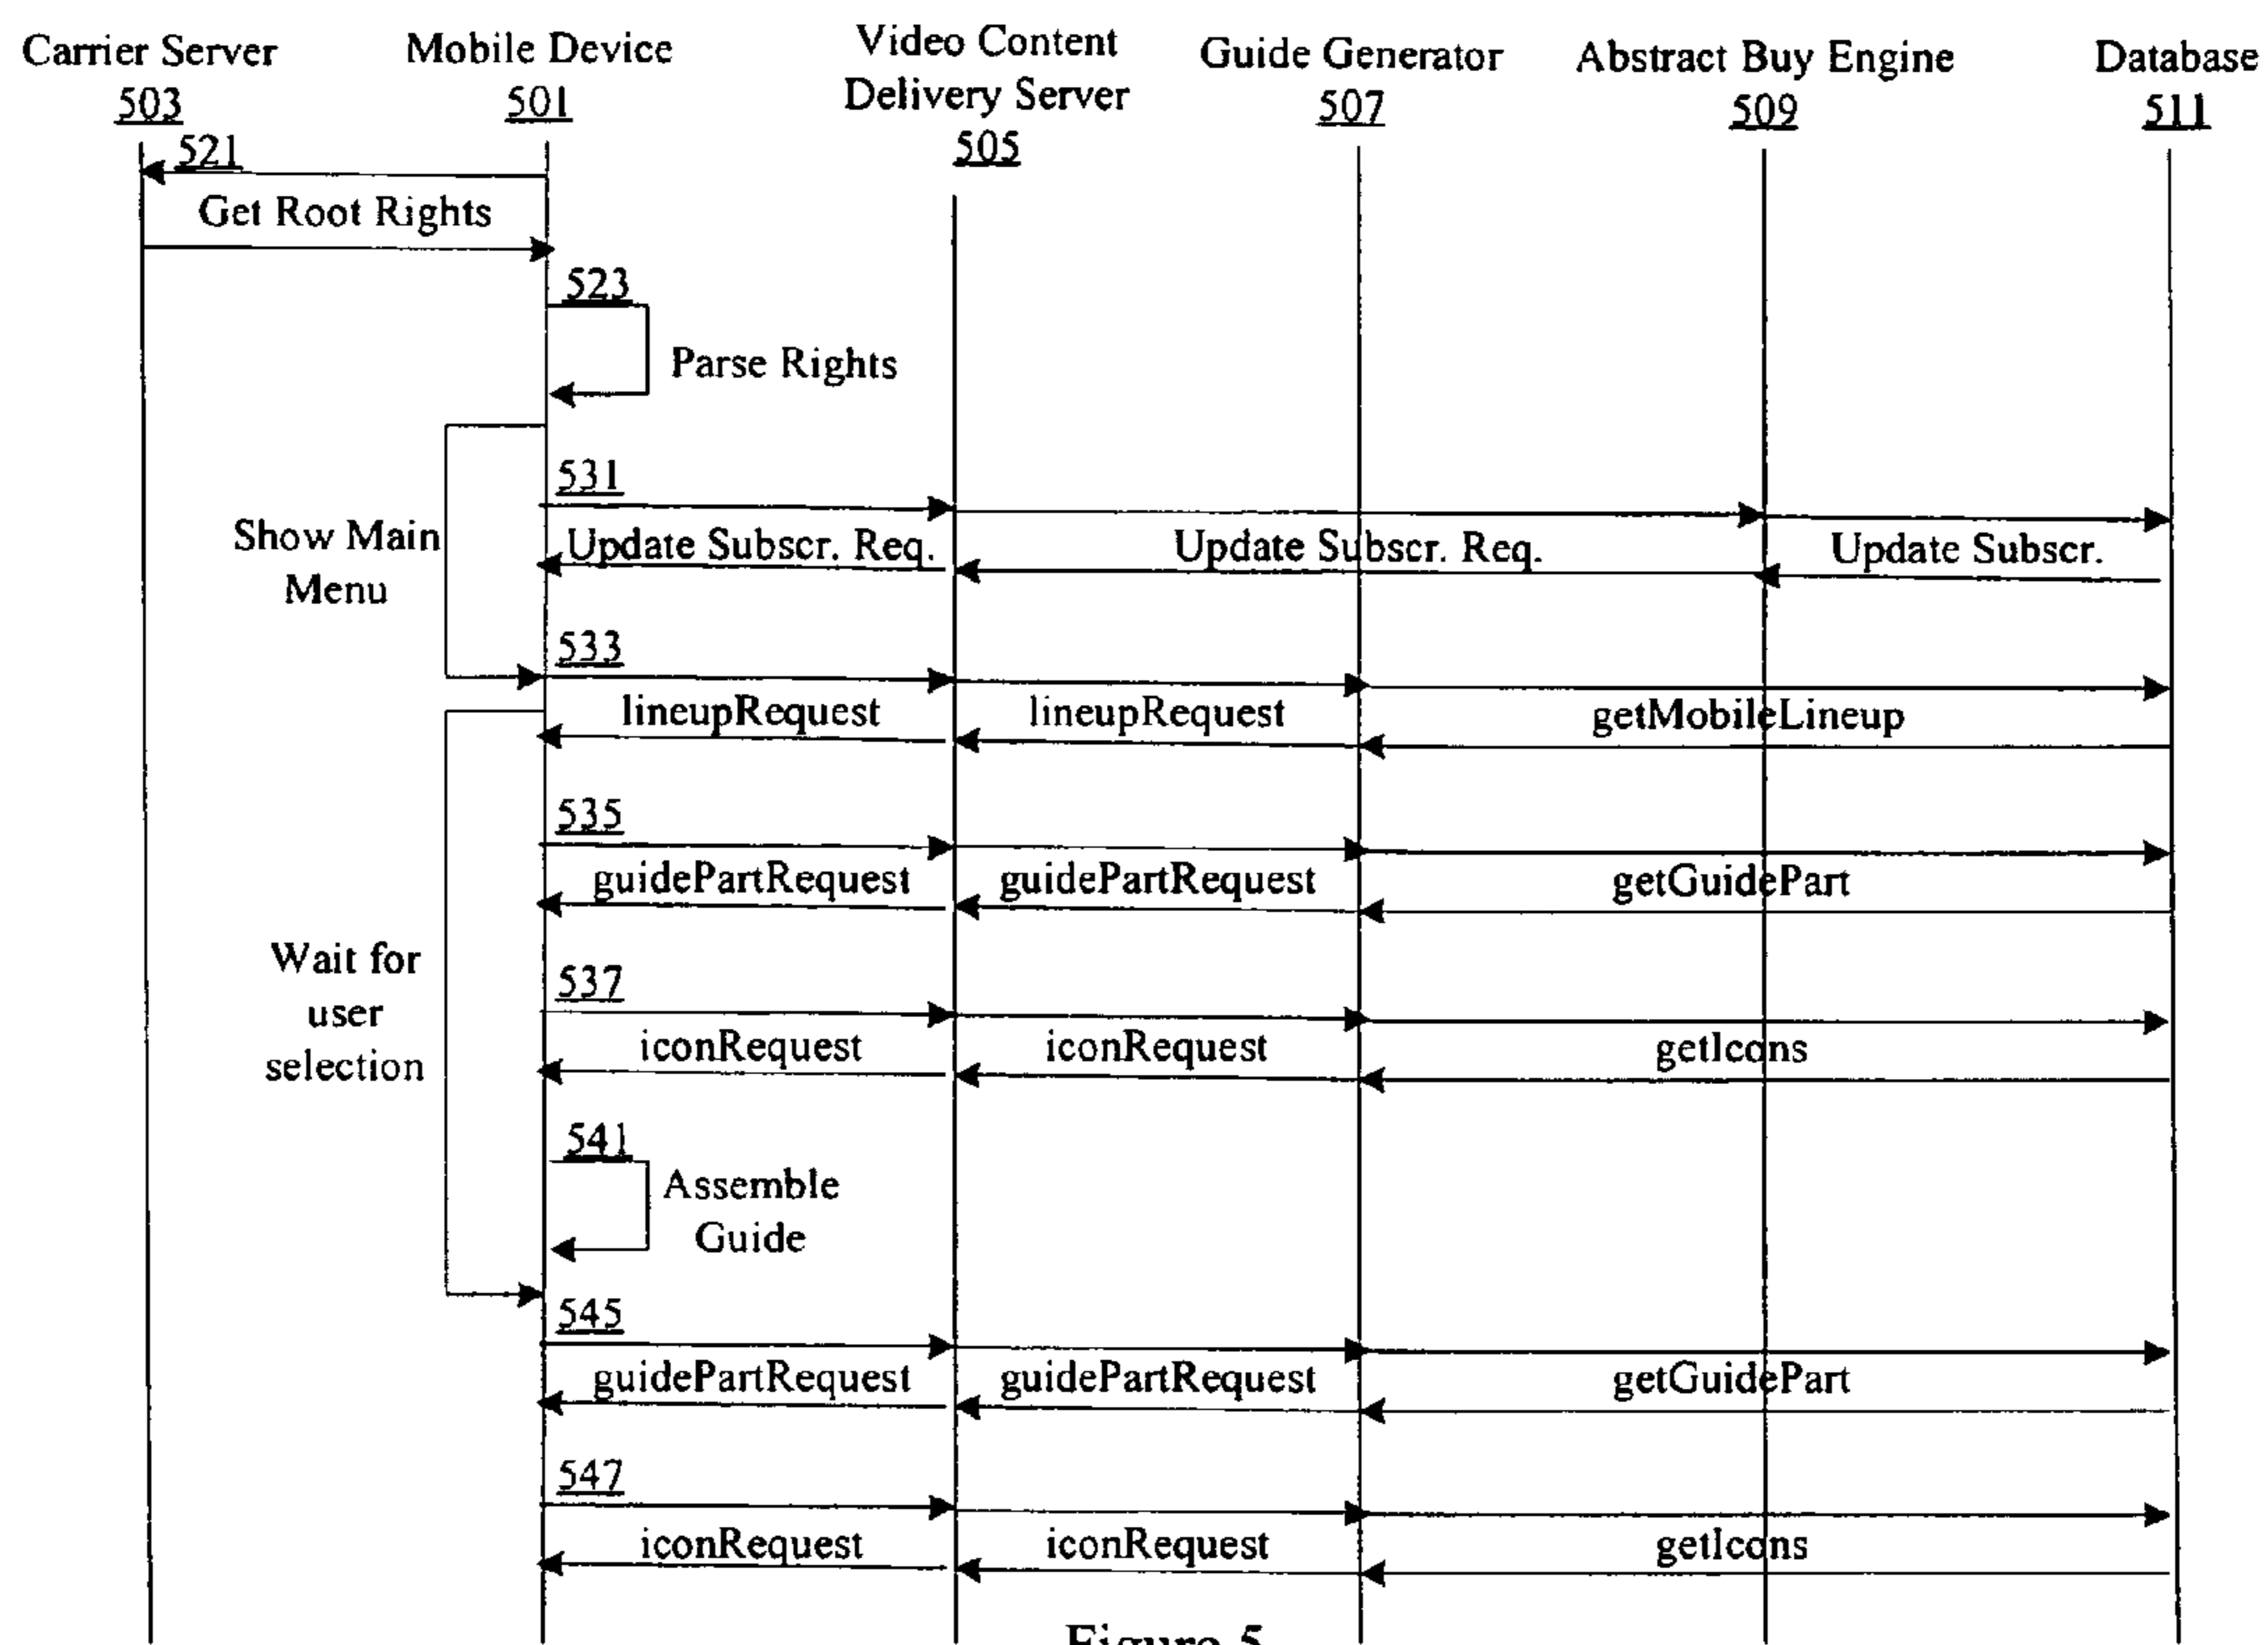 Carrier Server
503
Mobile Device
501
Video Content
Delivery Server
505
Guide Generator
507
Abstract Buy Engine
509
Database
511
521
Get Root Rights
523
Parse Rights
Show Main
Menu
531
Update Subscr. Req.
Update Subscr. Req.
Update Subscr.
533
lineupRequest
lineupRequest
getMobileLineup
535
guidePartRequest
guidePartRequest
getGuidePart
Wait for
user
selection
537
iconRequest
iconRequest
getIcons
541
Assemble
Guide
545
guidePartRequest
guidePartRequest
getGuidePart
547
iconRequest
iconRequest
getIcons
Figure 5